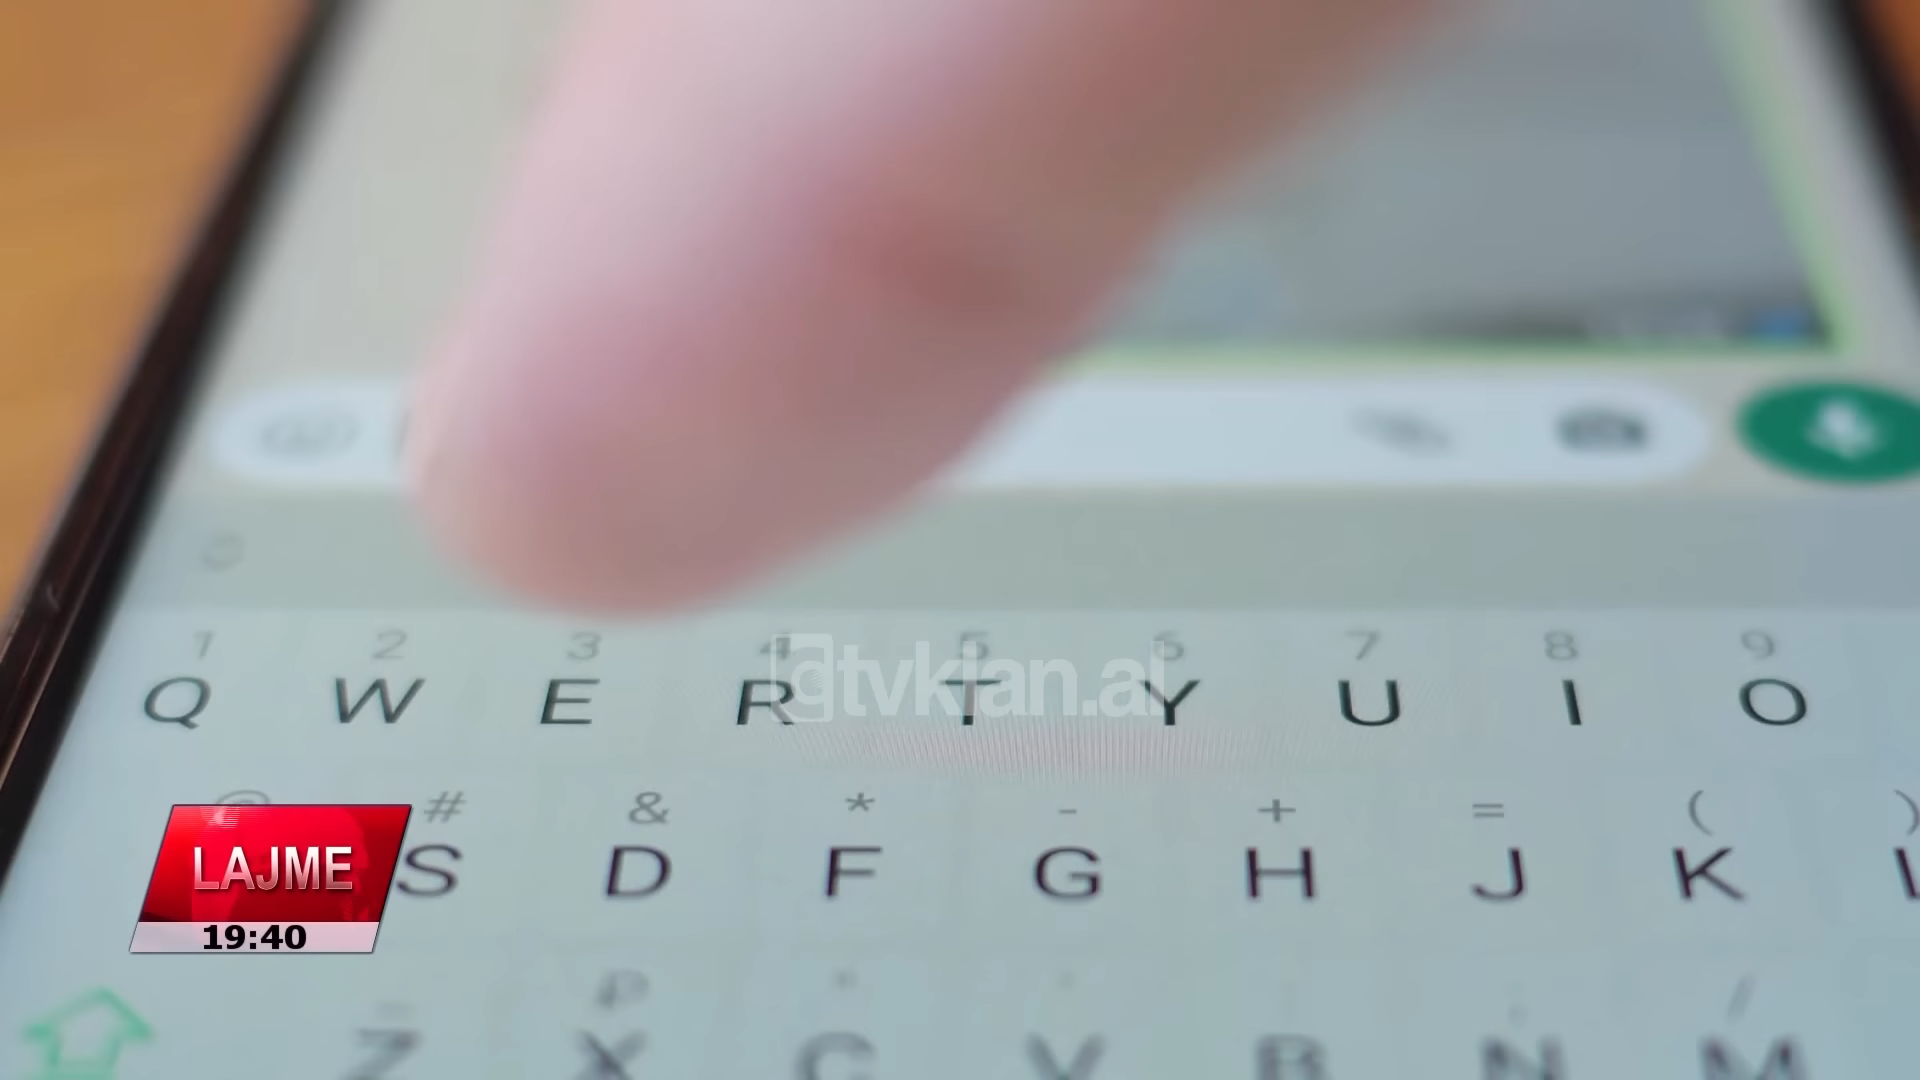 1 2 3 4 5 6 7 8 9
Q W E R T Y U I O
tvklan.al
@ # & * - + = ( )
S D F G H J K L
LAJME
19:40
₽ /
Z X C V B N M